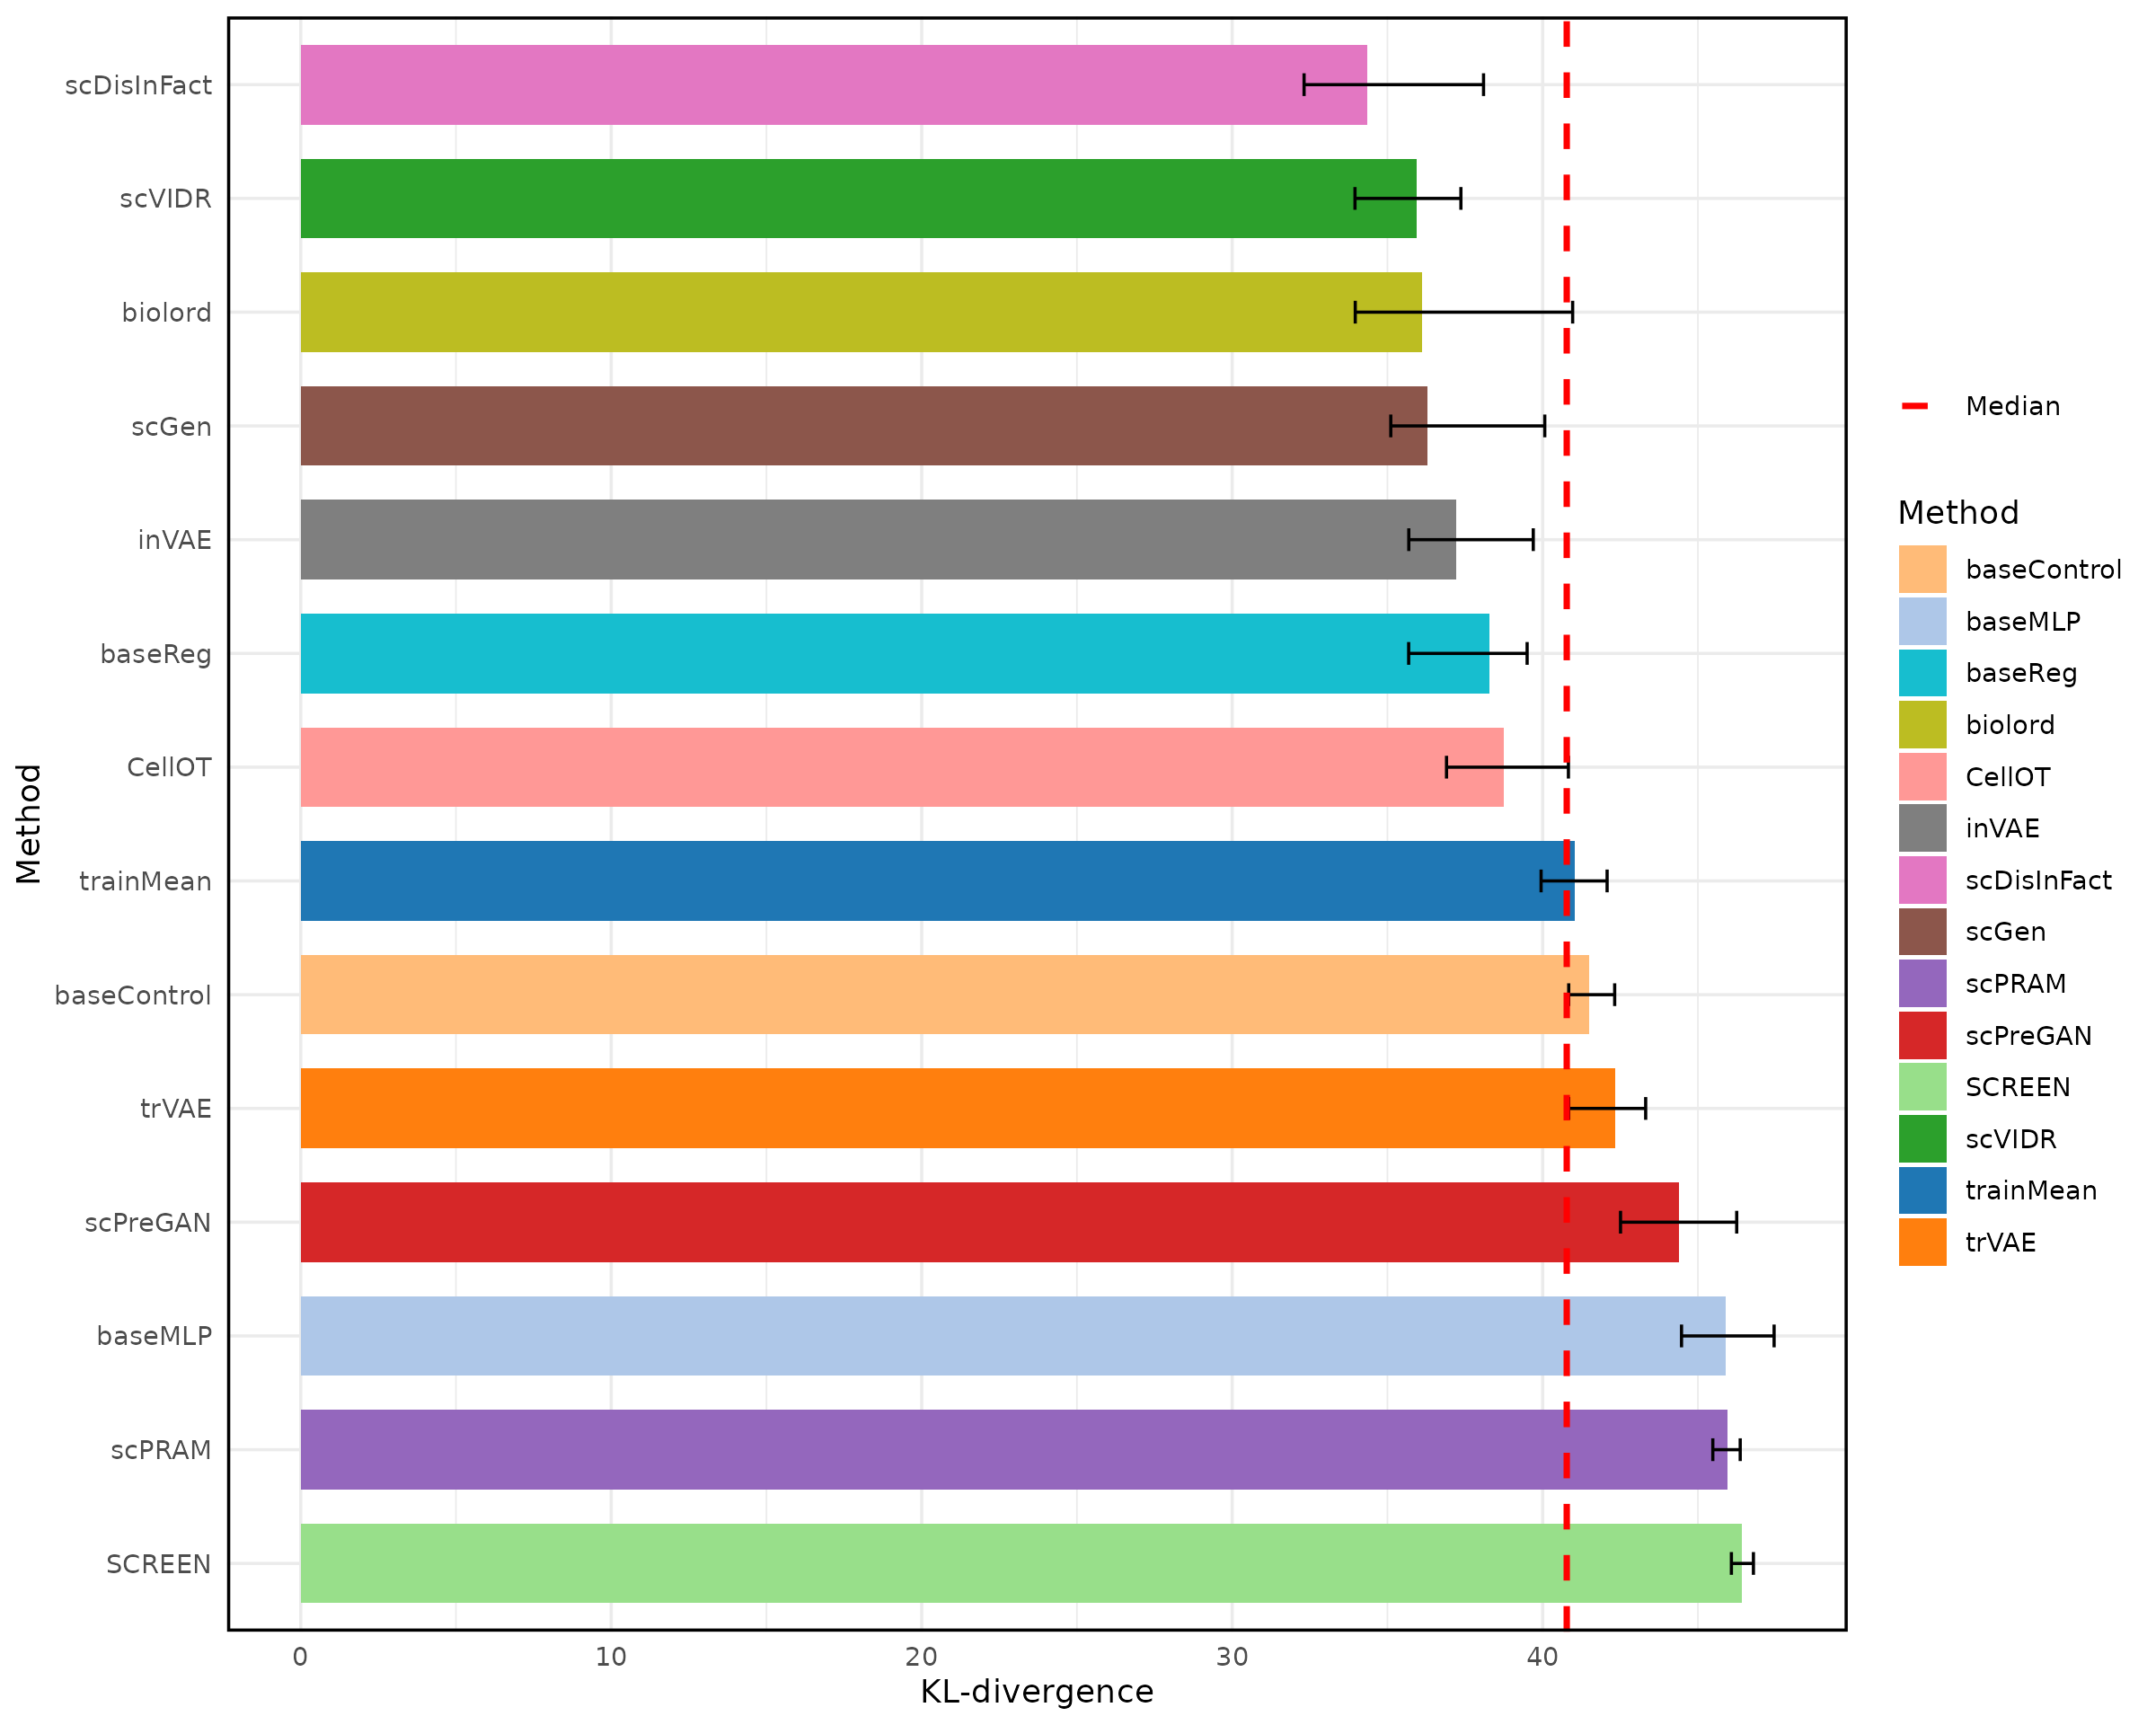 scDisInFact
scVIDR
biolord
scGen
inVAE
baseReg
CellOT
trainMean
baseControl
trVAE
scPreGAN
baseMLP
scPRAM
SCREEN
Method
0 10 20 30 40
KL-divergence
Median
Method
baseControl
baseMLP
baseReg
biolord
CellOT
inVAE
scDisInFact
scGen
scPRAM
scPreGAN
SCREEN
scVIDR
trainMean
trVAE